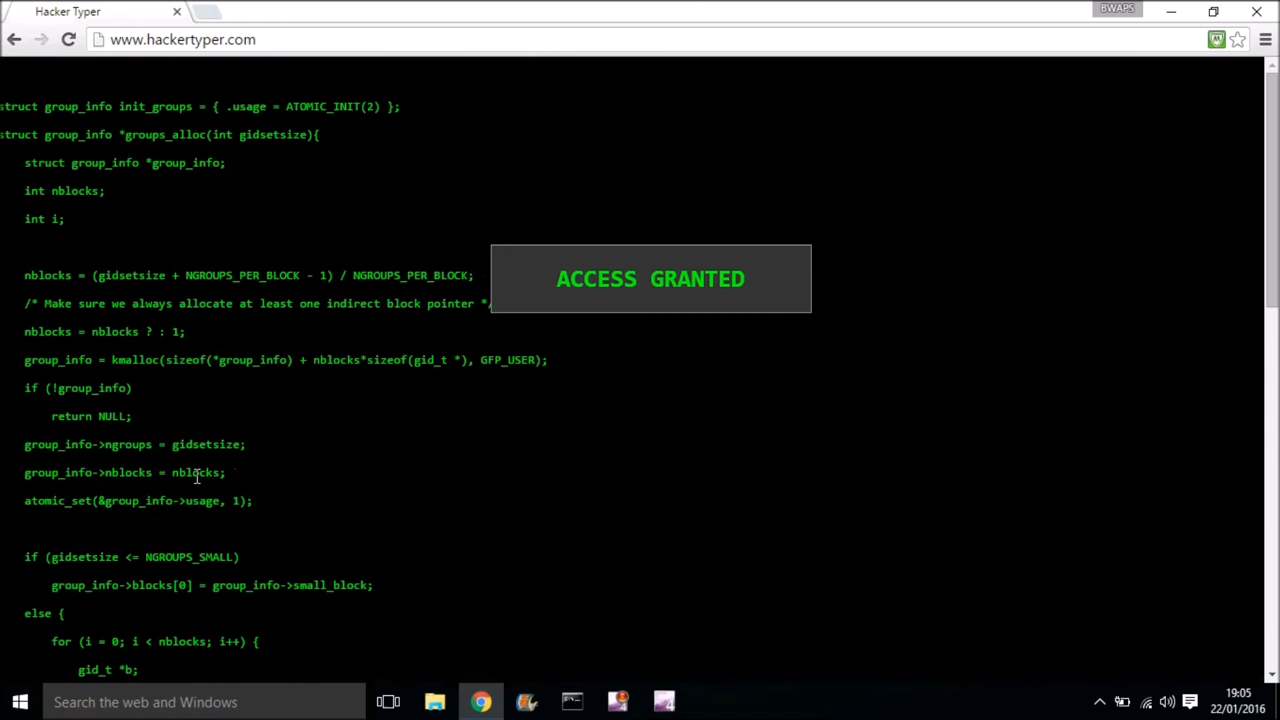 Hacker Typer
BWAPS
www.hackertyper.com
struct group_info init_groups = { .usage = ATOMIC_INIT(2) };
struct group_info *groups_alloc(int gidsetsize){
struct group_info *group_info;
int nblocks;
int i;
nblocks = (gidsetsize + NGROUPS_PER_BLOCK - 1) / NGROUPS_PER_BLOCK;
ACCESS GRANTED
/* Make sure we always allocate at least one indirect block pointer */
nblocks = nblocks ? : 1;
group_info = kmalloc(sizeof(*group_info) + nblocks*sizeof(gid_t *), GFP_USER);
if (!group_info)
return NULL;
group_info->ngroups = gidsetsize;
group_info->nblocks = nblocks;
atomic_set(&group_info->usage, 1);
if (gidsetsize <= NGROUPS_SMALL)
group_info->blocks[0] = group_info->small_block;
else {
for (i = 0; i < nblocks; i++) {
gid_t *b;
Search the web and Windows
19:05
22/01/2016